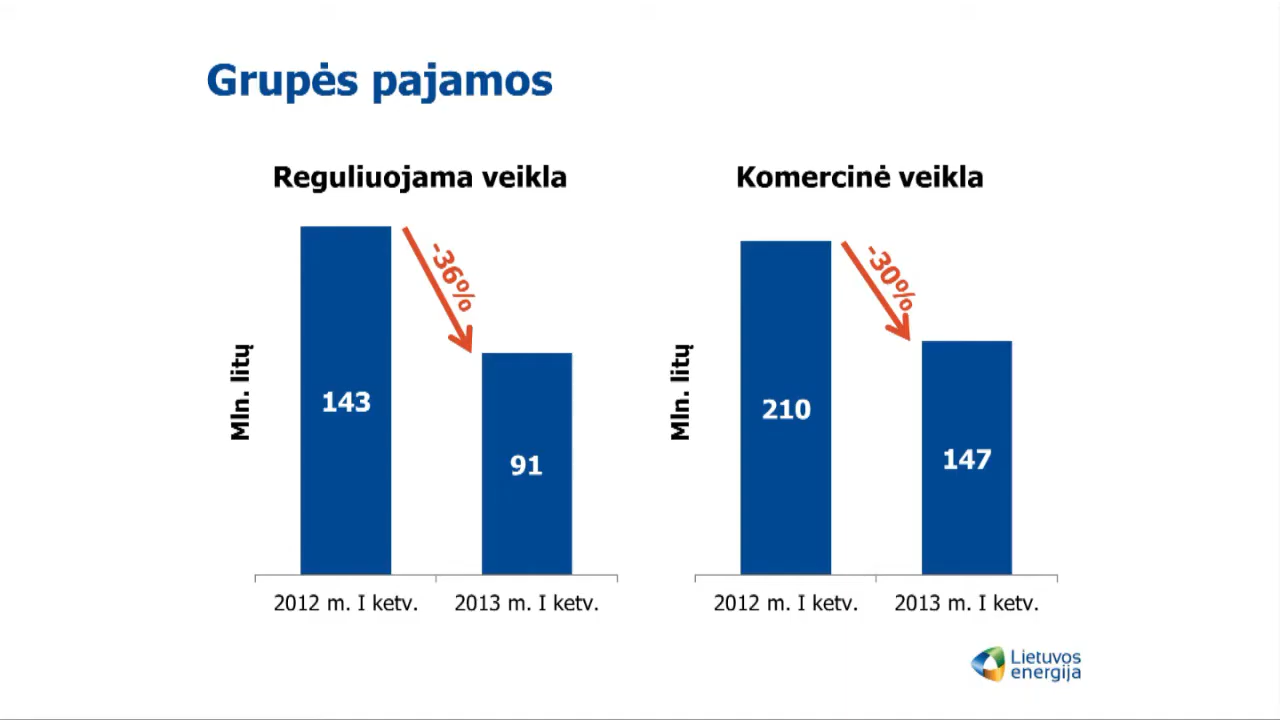 Grupės pajamos
Reguliuojama veikla
Mln. litų
-36%
143
91
2012 m. I ketv.
2013 m. I ketv.
Komercinė veikla
Mln. litų
-30%
210
147
2012 m. I ketv.
2013 m. I ketv.
Lietuvos
energija